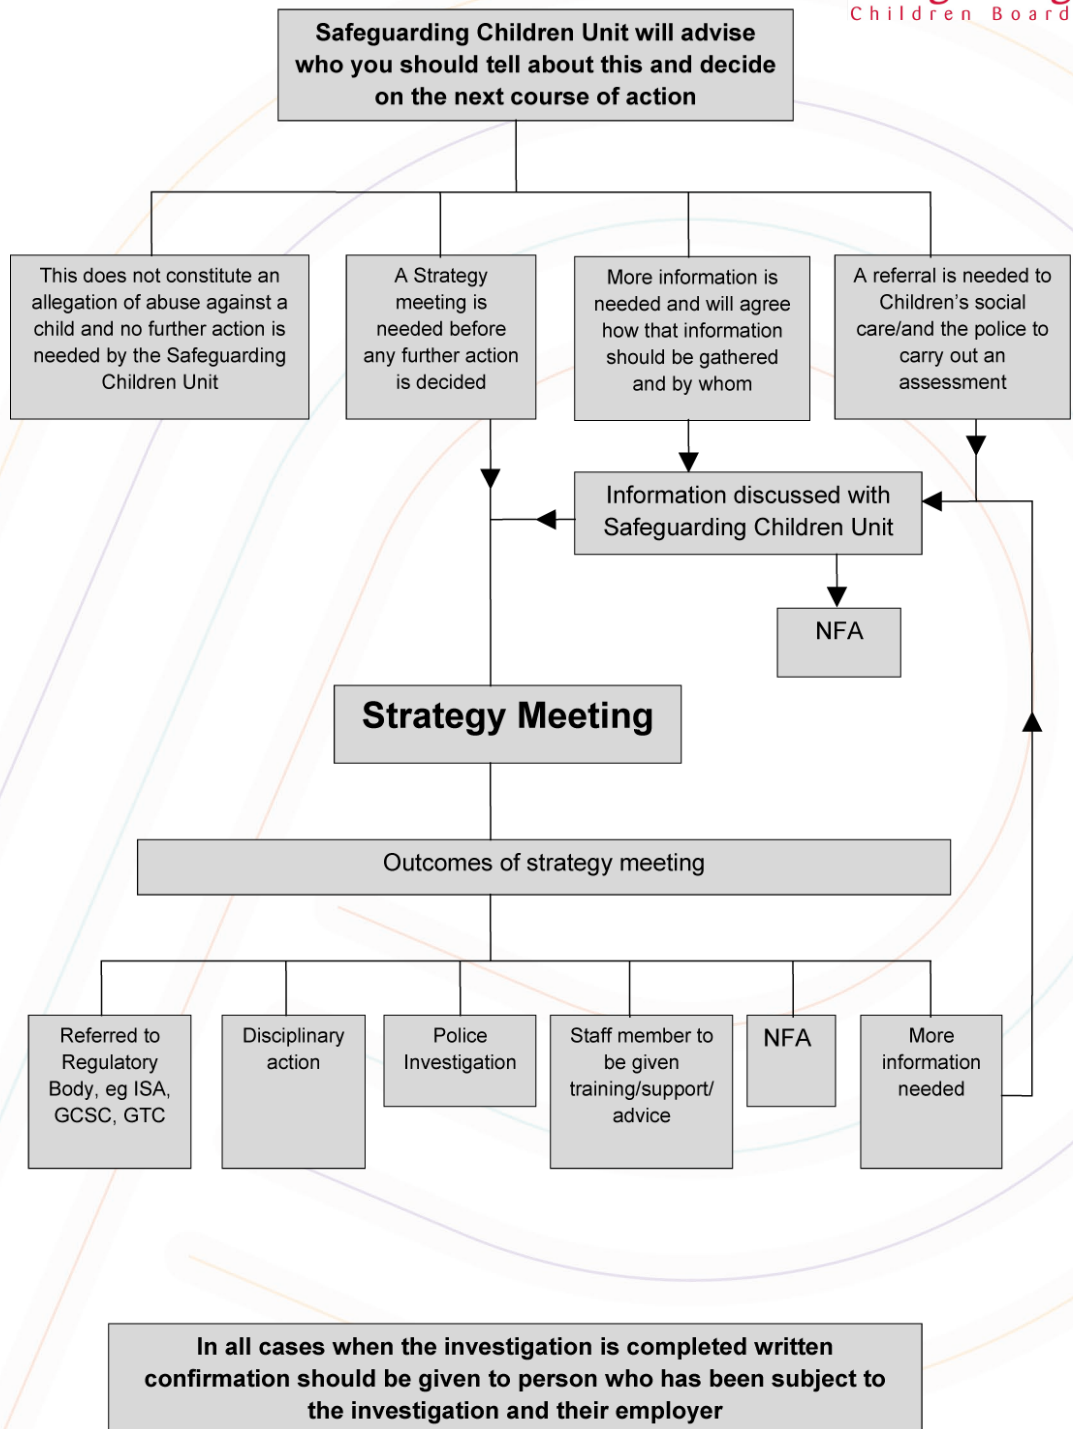 Children Board
Safeguarding Children Unit will advise
who you should tell about this and decide
on the next course of action
This does not constitute an
allegation of abuse against a
child and no further action is
needed by the Safeguarding
Children Unit
A Strategy
meeting is
needed before
any further action
is decided
More information is
needed and will agree
how that information
should be gathered
and by whom
A referral is needed to
Children’s social
care/and the police to
carry out an
assessment
Information discussed with
Safeguarding Children Unit
NFA
Strategy Meeting
Outcomes of strategy meeting
Referred to
Regulatory
Body, eg ISA,
GCSC, GTC
Disciplinary
action
Police
Investigation
Staff member to
be given
training/support/
advice
NFA
More
information
needed
In all cases when the investigation is completed written
confirmation should be given to person who has been subject to
the investigation and their employer